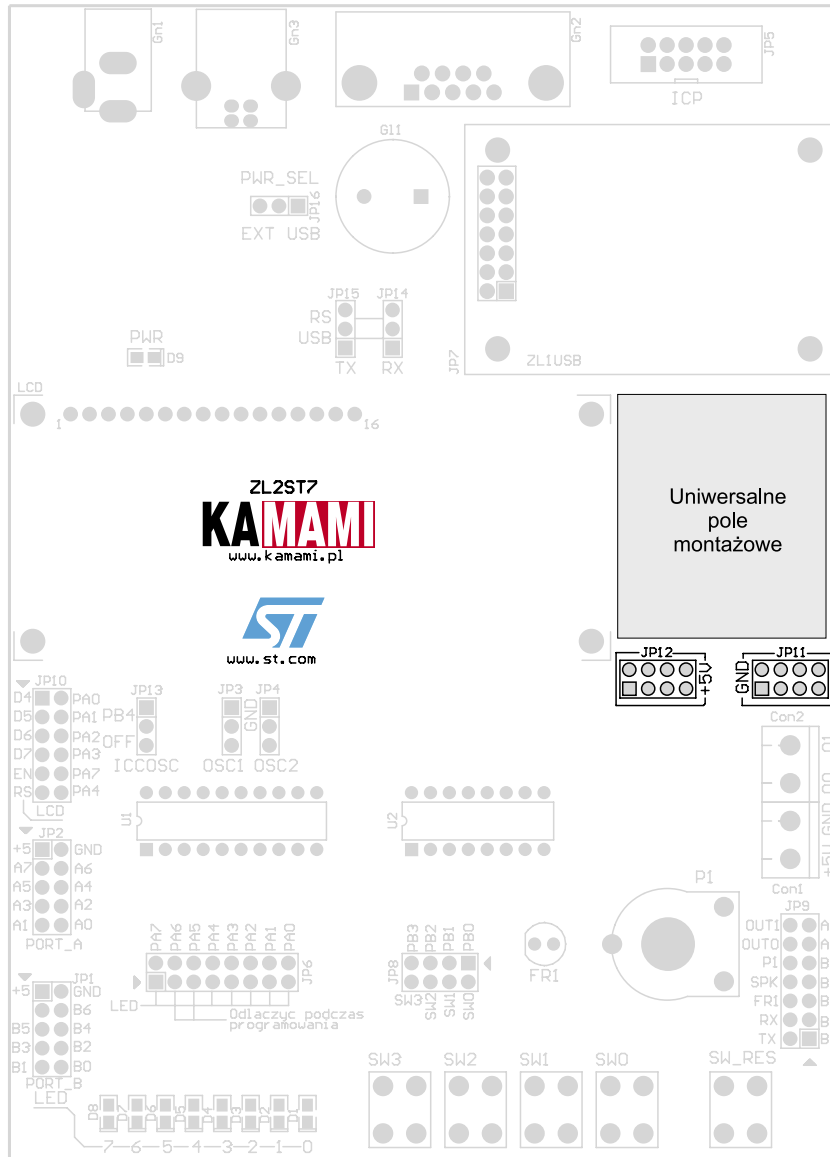 Gn1
Gn3
Gn2
JP5
ICP
G11
PWR_SEL
JP16
EXT USB
JP15
JP14
RS
USB
TX
RX
PWR
D9
JP7
ZL1USB
LCD
1
16
ZL2ST7
KAMAMI
www.kamami.pl
ST
www.st.com
Uniwersalne
pole
montażowe
JP12
+5V
JP11
GND
JP10
D4 PA0
D5 PA1
D6 PA2
D7 PA3
EN PA7
RS PA4
LCD
JP13
PB4
OFF
ICCOSC
JP3
JP4
GND
OSC1
OSC2
Con2
O1
O0
GND
+5V
Con1
U1
U2
JP2
+5 GND
A7 A6
A5 A4
A3 A2
A1 A0
PORT_A
P1
JP9
OUT1 A
OUT0 A
P1 B
SPK B
FR1 B
RX B
TX B
PA7
PA6
PA5
PA4
PA3
PA2
PA1
PA0
JP6
LED
Odlaczyc podczas
programowania
PB3
PB2
PB1
PB0
JP8
SW3
SW2
SW1
SW0
FR1
JP1
+5 GND
B6
B5 B4
B3 B2
B1 B0
PORT_B
LED
D8
D7
D6
D5
D4
D3
D2
D1
7 6 5 4 3 2 1 0
SW3
SW2
SW1
SW0
SW_RES